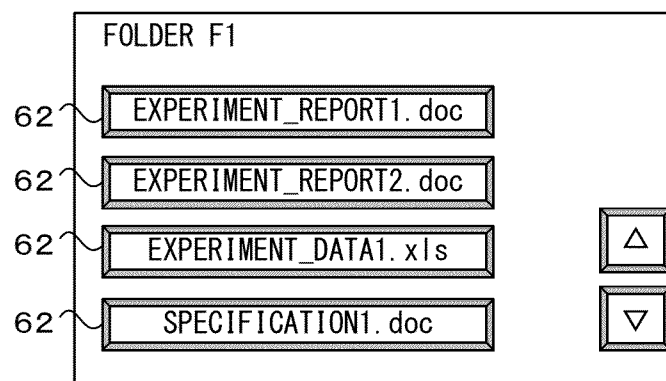 FOLDER F1
62 EXPERIMENT_REPORT1.doc
62 EXPERIMENT_REPORT2.doc
62 EXPERIMENT_DATA1.xls
62 SPECIFICATION1.doc